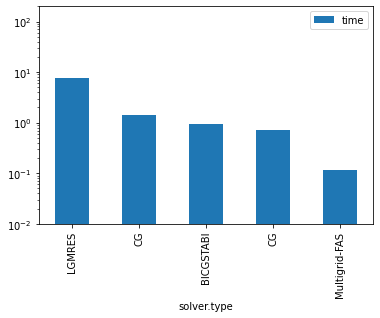 time
10²
10¹
10⁰
10⁻¹
10⁻²
LGMRES
CG
BICGSTABI
CG
Multigrid-FAS
solver.type